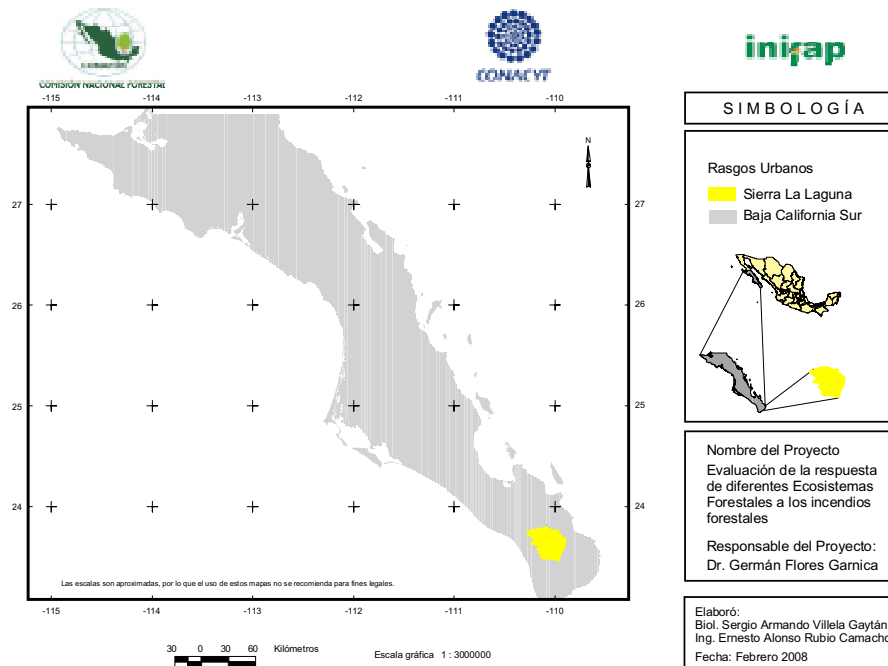 COMISIÓN NACIONAL FORESTAL
CONACYT
inifap
-115 -114 -113 -112 -111 -110
N
27 27
26 26
25 25
24 24
Las escalas son aproximadas, por lo que el uso de estos mapas no se recomienda para fines legales.
-115 -114 -113 -112 -111 -110
30 0 30 60 Kilómetros
Escala gráfica 1 : 3000000
SIMBOLOGÍA
Rasgos Urbanos
Sierra La Laguna
Baja California Sur
Nombre del Proyecto
Evaluación de la respuesta
de diferentes Ecosistemas
Forestales a los incendios
forestales
Responsable del Proyecto:
Dr. Germán Flores Garnica
Elaboró:
Biol. Sergio Armando Villela Gaytán
Ing. Ernesto Alonso Rubio Camacho
Fecha: Febrero 2008